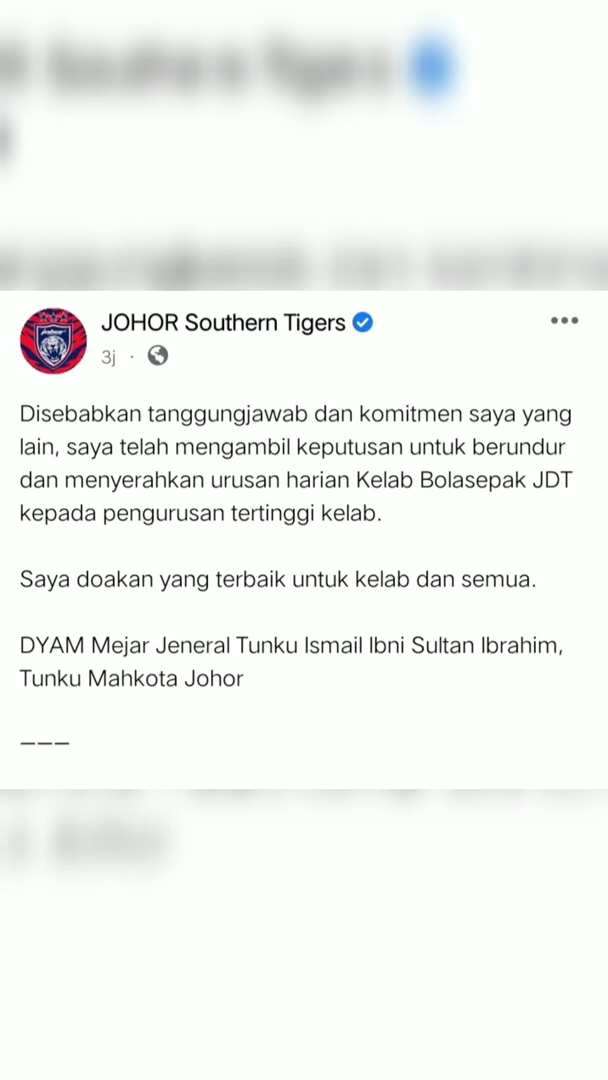 JOHOR Southern Tigers
3j ·
Disebabkan tanggungjawab dan komitmen saya yang
lain, saya telah mengambil keputusan untuk berundur
dan menyerahkan urusan harian Kelab Bolasepak JDT
kepada pengurusan tertinggi kelab.
Saya doakan yang terbaik untuk kelab dan semua.
DYAM Mejar Jeneral Tunku Ismail Ibni Sultan Ibrahim,
Tunku Mahkota Johor
———